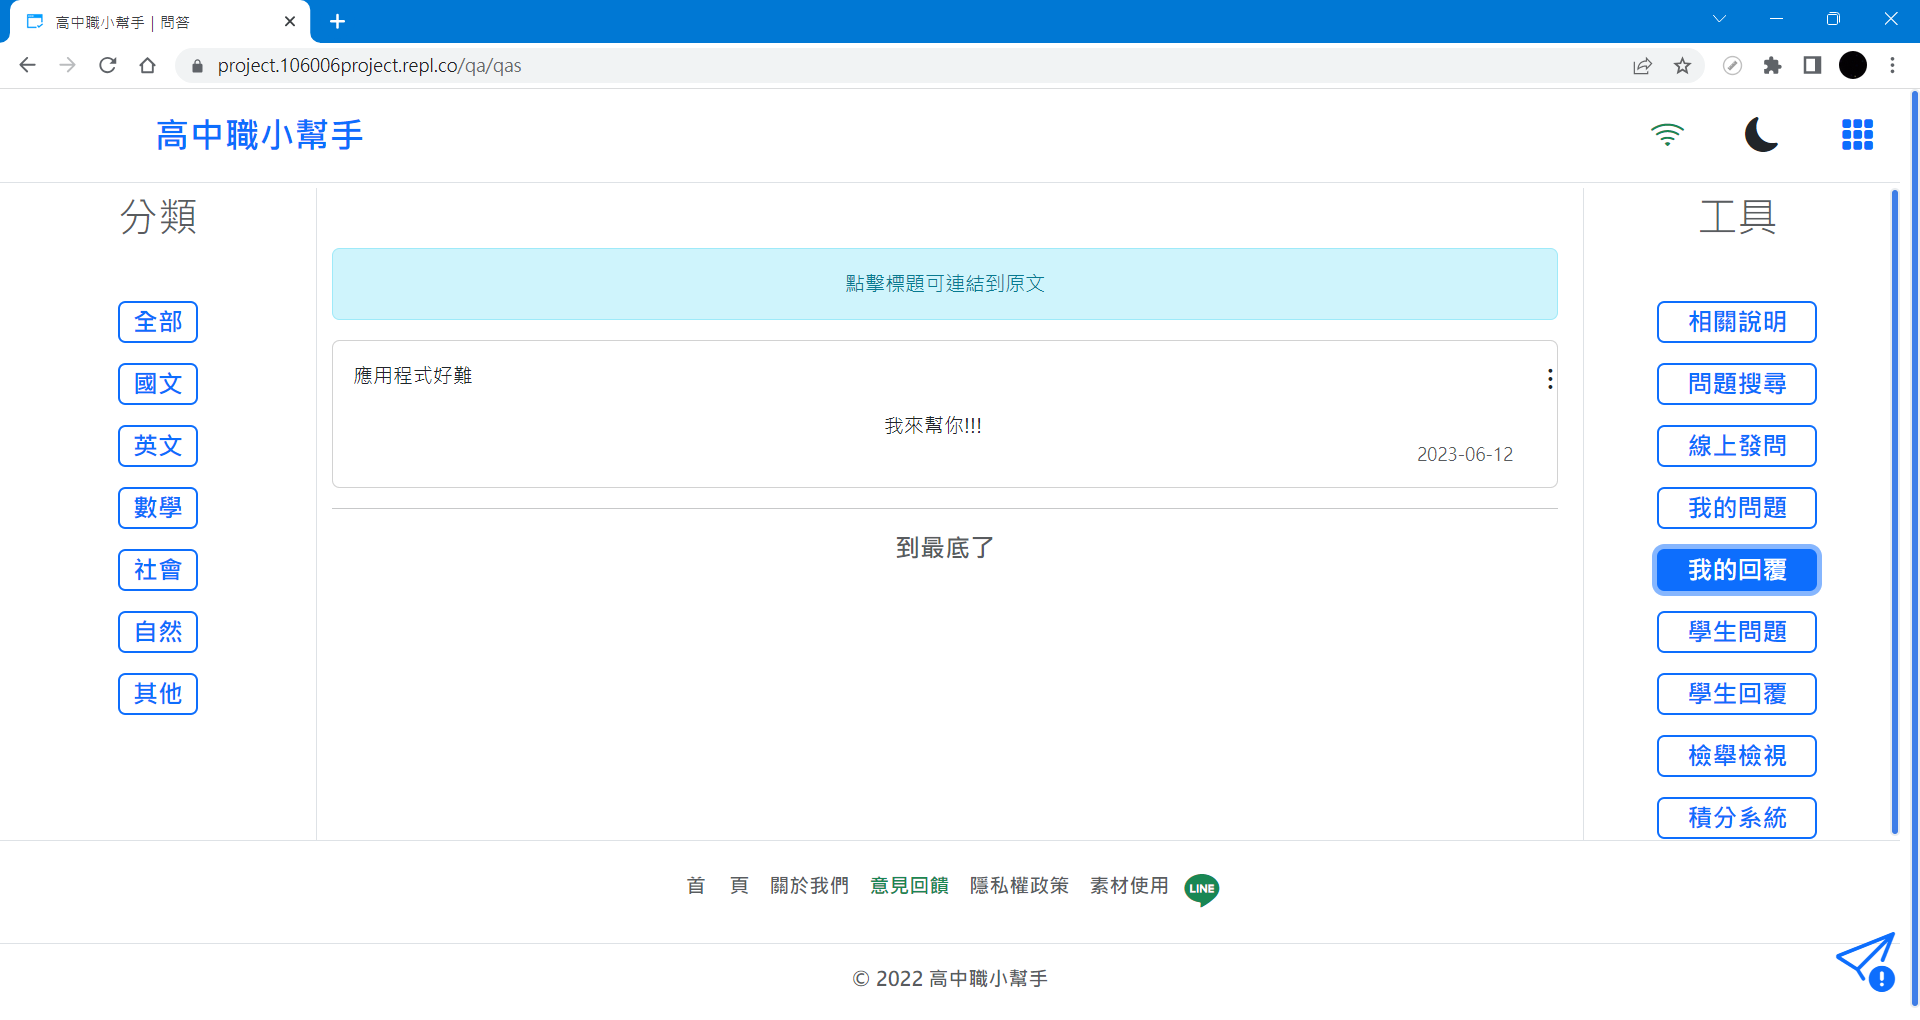 高中職小幫手 | 問答
project.106006project.repl.co/qa/qas
高中職小幫手
分類
全部
國文
英文
數學
社會
自然
其他
點擊標題可連結到原文
應用程式好難
我來幫你!!!
2023-06-12
到最底了
工具
相關說明
問題搜尋
線上發問
我的問題
我的回覆
學生問題
學生回覆
檢舉檢視
積分系統
首 頁 關於我們 意見回饋 隱私權政策 素材使用 LINE
© 2022 高中職小幫手